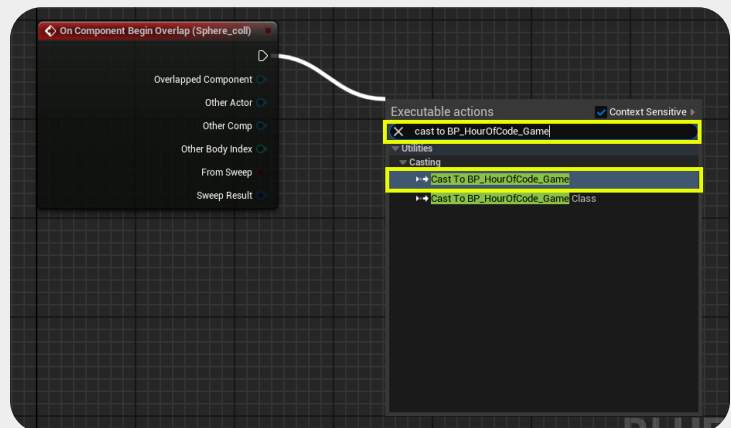 On Component Begin Overlap (Sphere_coll)
Overlapped Component
Other Actor
Other Comp
Other Body Index
From Sweep
Sweep Result
Executable actions
Context Sensitive
cast to BP_HourOfCode_Game
Utilities
Casting
Cast To BP_HourOfCode_Game
Cast To BP_HourOfCode_Game Class